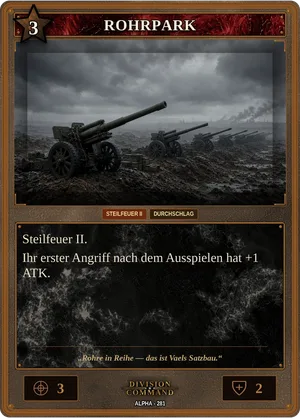 3
ROHRPARK
STEILFEUER II
DURCHSCHLAG
Steilfeuer II.
Ihr erster Angriff nach dem Ausspielen hat +1
ATK.
„Rohre in Reihe — das ist Vaels Satzbau.“
3
DIVISION
COMMAND
2
ALPHA - 281